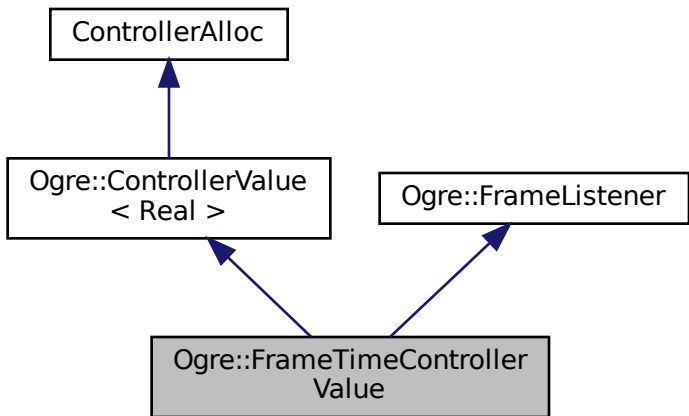 ControllerAlloc
Ogre::ControllerValue
< Real >
Ogre::FrameListener
Ogre::FrameTimeController
Value